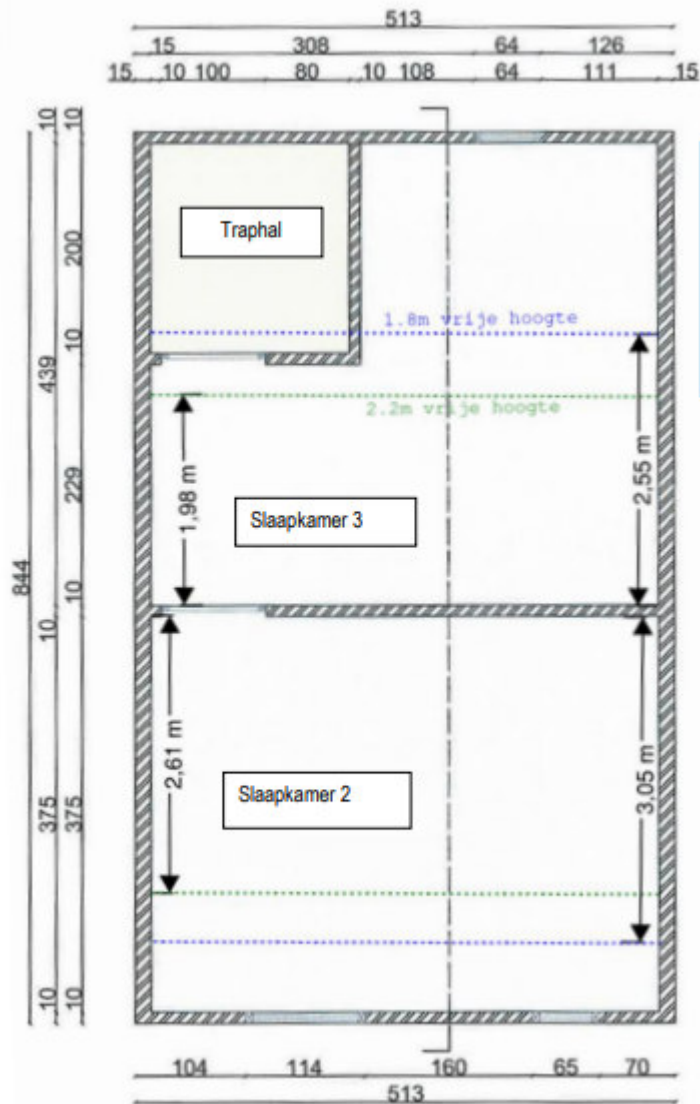 513
15 308 64 126
15 10 100 80 10 108 64 111 15
10 10
Traphal
200
1.8m vrije hoogte
10
439
2.2m vrije hoogte
1,98 m
2,55 m
229
Slaapkamer 3
844
10
10
2,61 m
Slaapkamer 2
3,05 m
375 375
10 10
104 114 160 65 70
513